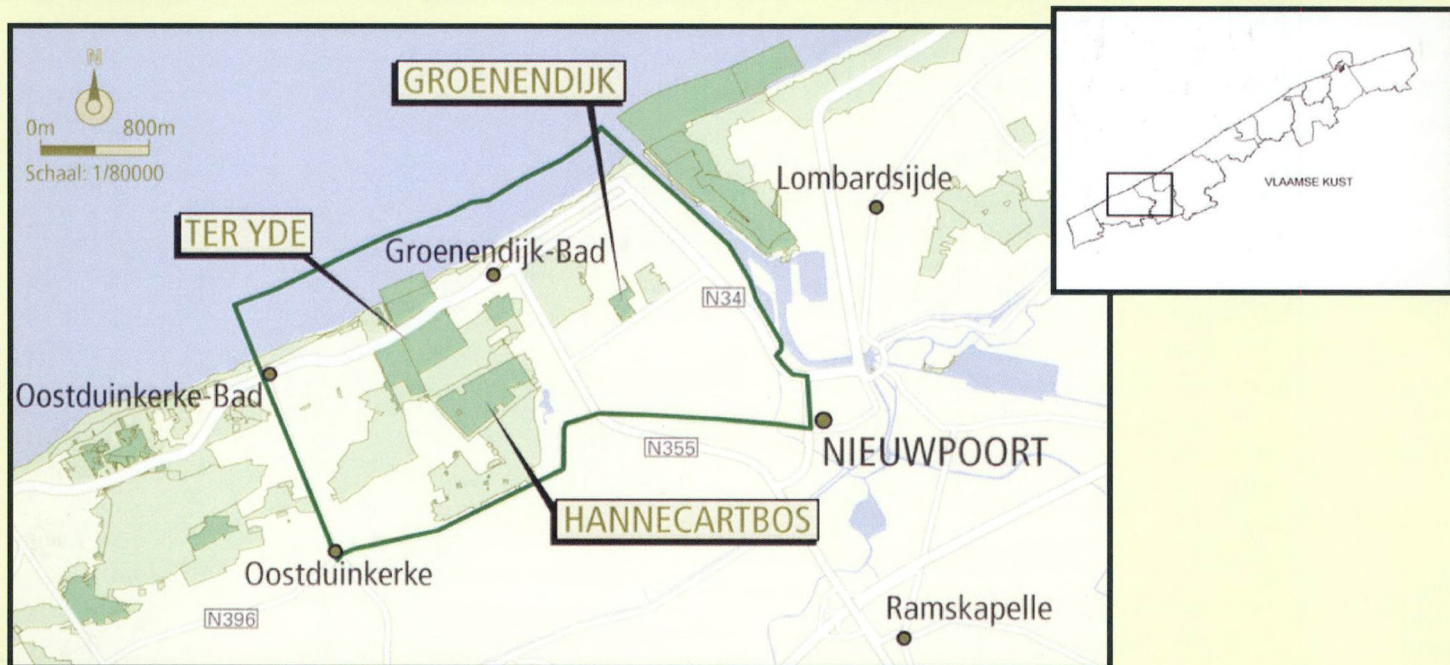 N
0m 800m
Schaal: 1/80000
GROENENDIJK
TER YDE
Groenendijk-Bad
Lombardsijde
N34
Oostduinkerke-Bad
N355
NIEUWPOORT
HANNECARTBOS
Oostduinkerke
N396
Ramskapelle
VLAAMSE KUST